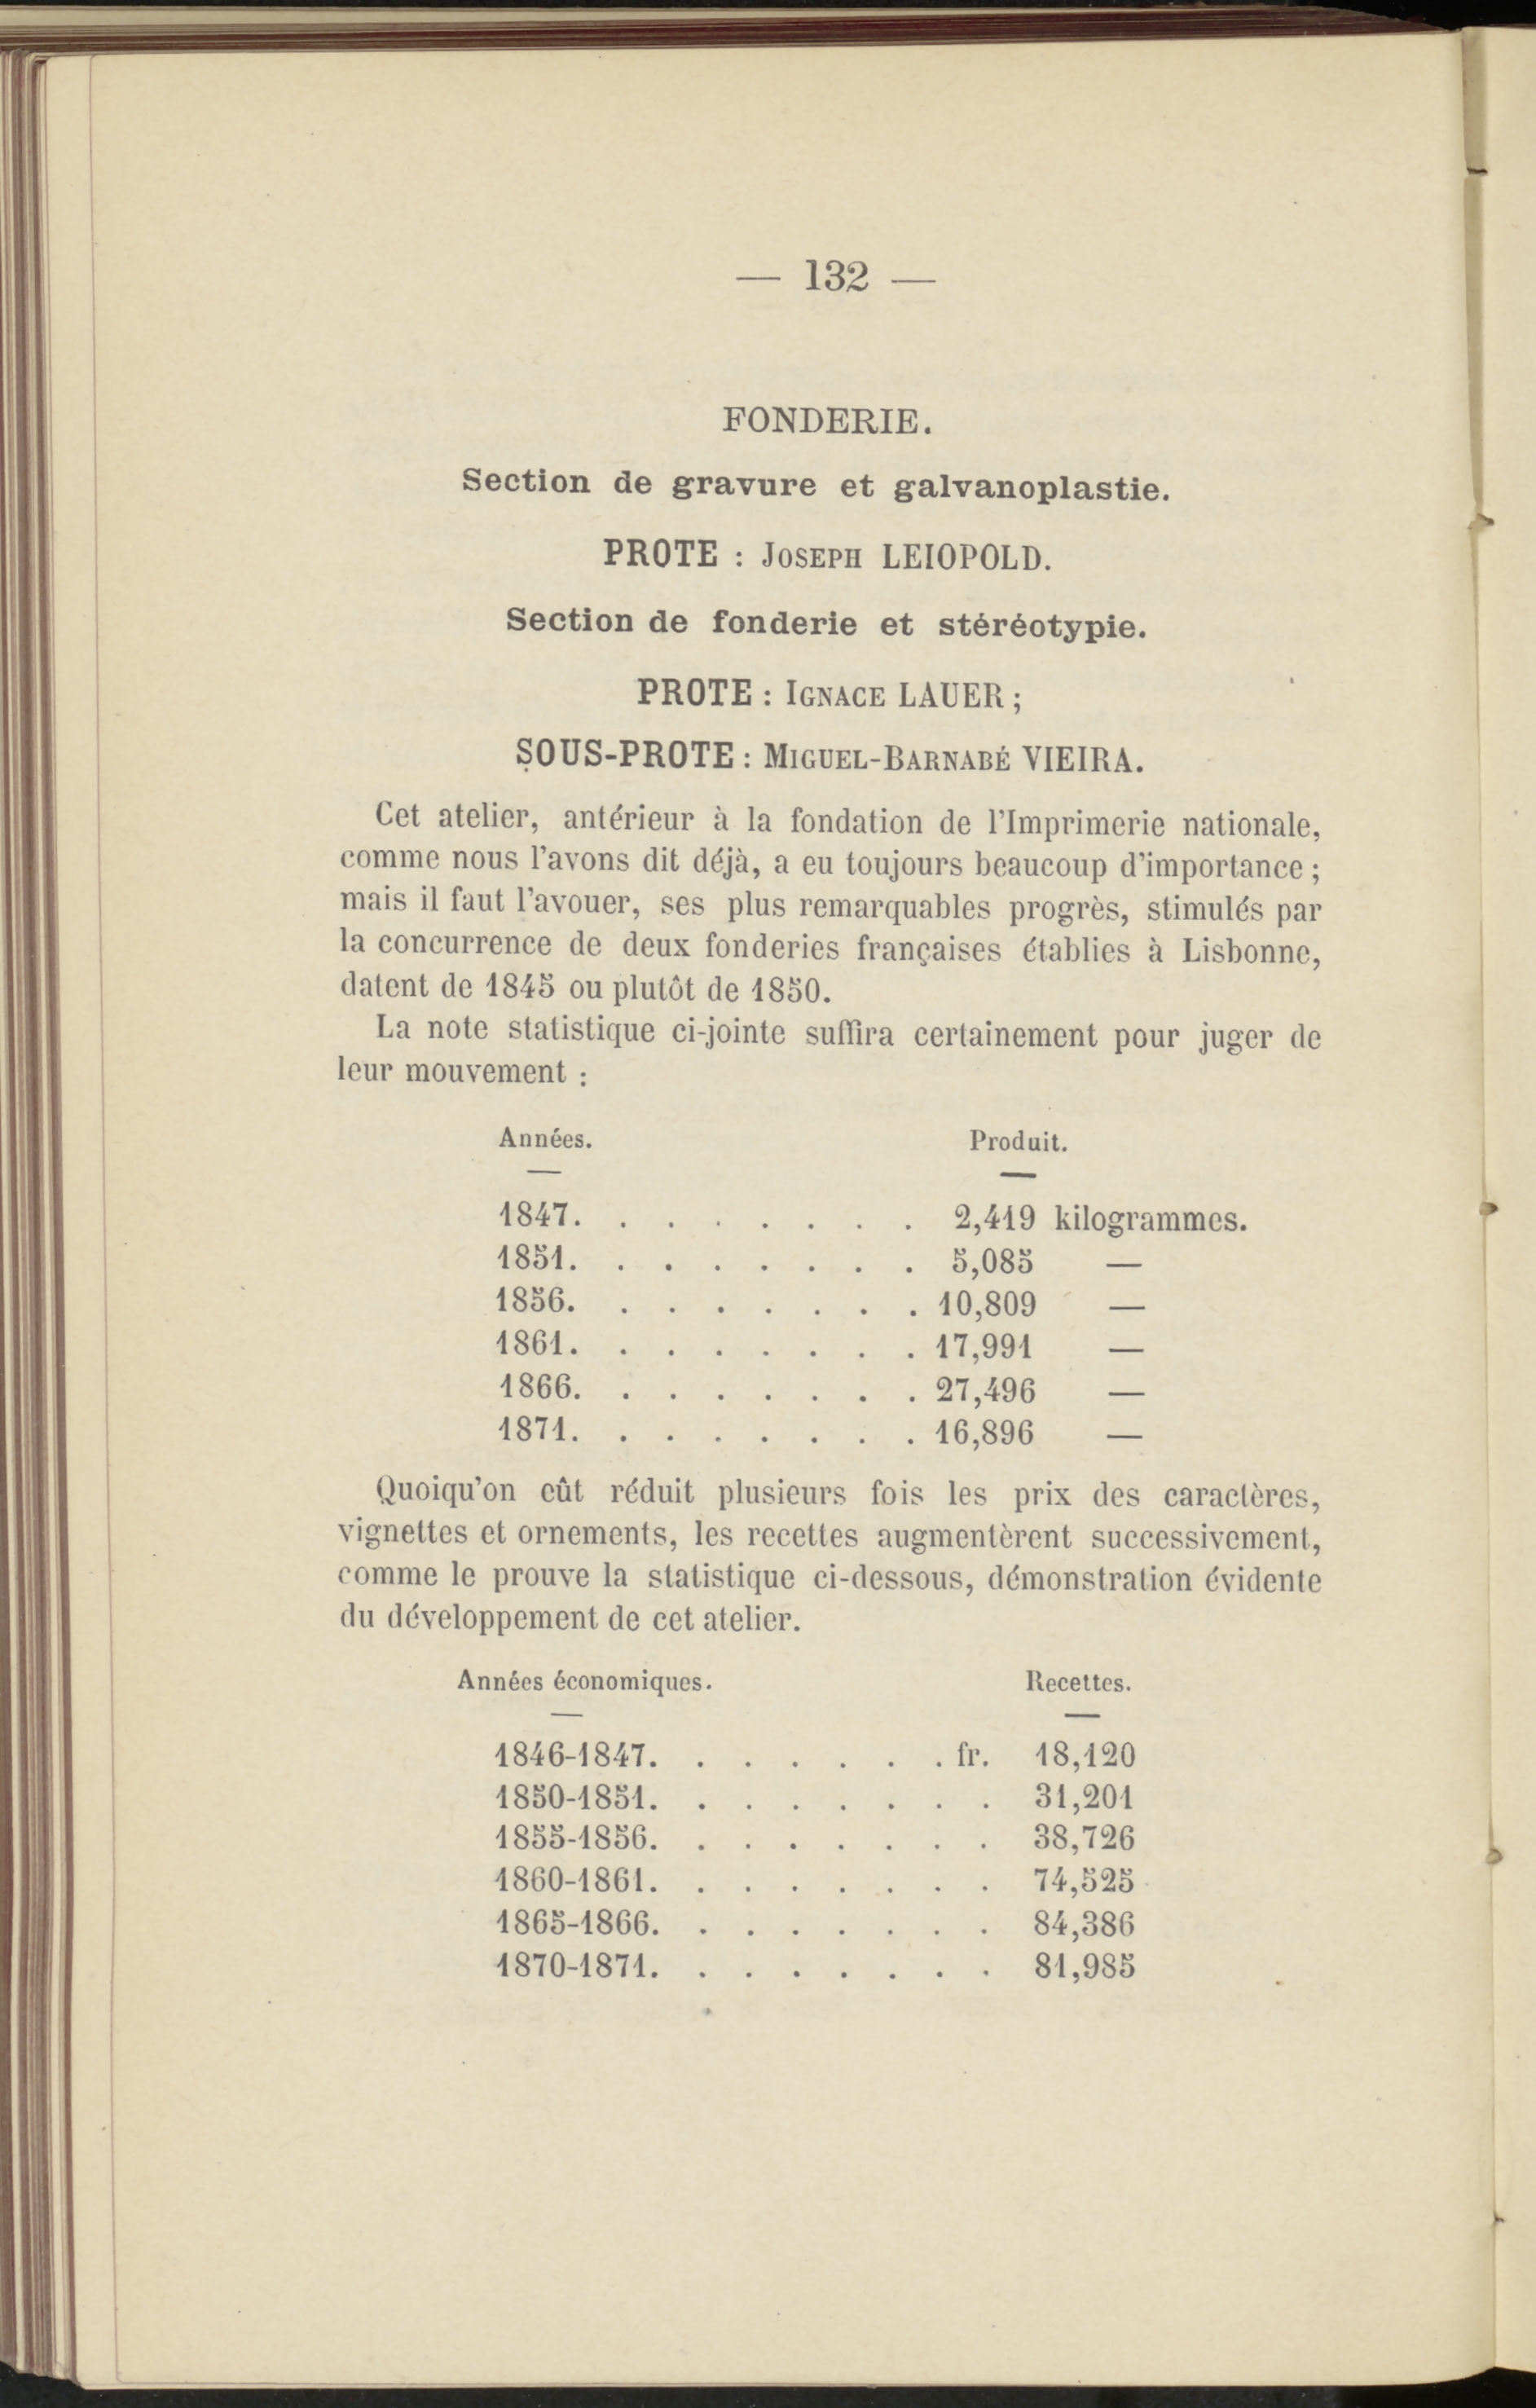 — 132 —
FONDERIE.
Section de gravure et galvanoplastie.
PROTE : JOSEPH LEIOPOLD.
Section de fonderie et stéréotypie.
PROTE : IGNACE LAUER ;
SOUS-PROTE : MIGUEL-BARNABÉ VIEIRA.
Cet atelier, antérieur à la fondation de l'Imprimerie nationale,
comme nous l'avons dit déjà, a eu toujours beaucoup d'importance ;
mais il faut l'avouer, ses plus remarquables progrès, stimulés par
la concurrence de deux fonderies françaises établies à Lisbonne,
datent de 1845 ou plutôt de 1850.
La note statistique ci-jointe suffira certainement pour juger de
leur mouvement :
Années. Produit.
1847. . . . . . . . 2,419 kilogrammes.
1851. . . . . . . . 5,085 —
1856. . . . . . . . 10,809 —
1861. . . . . . . . 17,991 —
1866. . . . . . . . 27,496 —
1871. . . . . . . . 16,896 —
Quoiqu'on eût réduit plusieurs fois les prix des caractères,
vignettes et ornements, les recettes augmentèrent successivement,
comme le prouve la statistique ci-dessous, démonstration évidente
du développement de cet atelier.
Années économiques. Recettes.
1846-1847. . . . . . . fr. 18,120
1850-1851. . . . . . . . 31,201
1855-1856. . . . . . . . 38,726
1860-1861. . . . . . . . 74,525
1865-1866. . . . . . . . 84,386
1870-1871. . . . . . . . 81,985